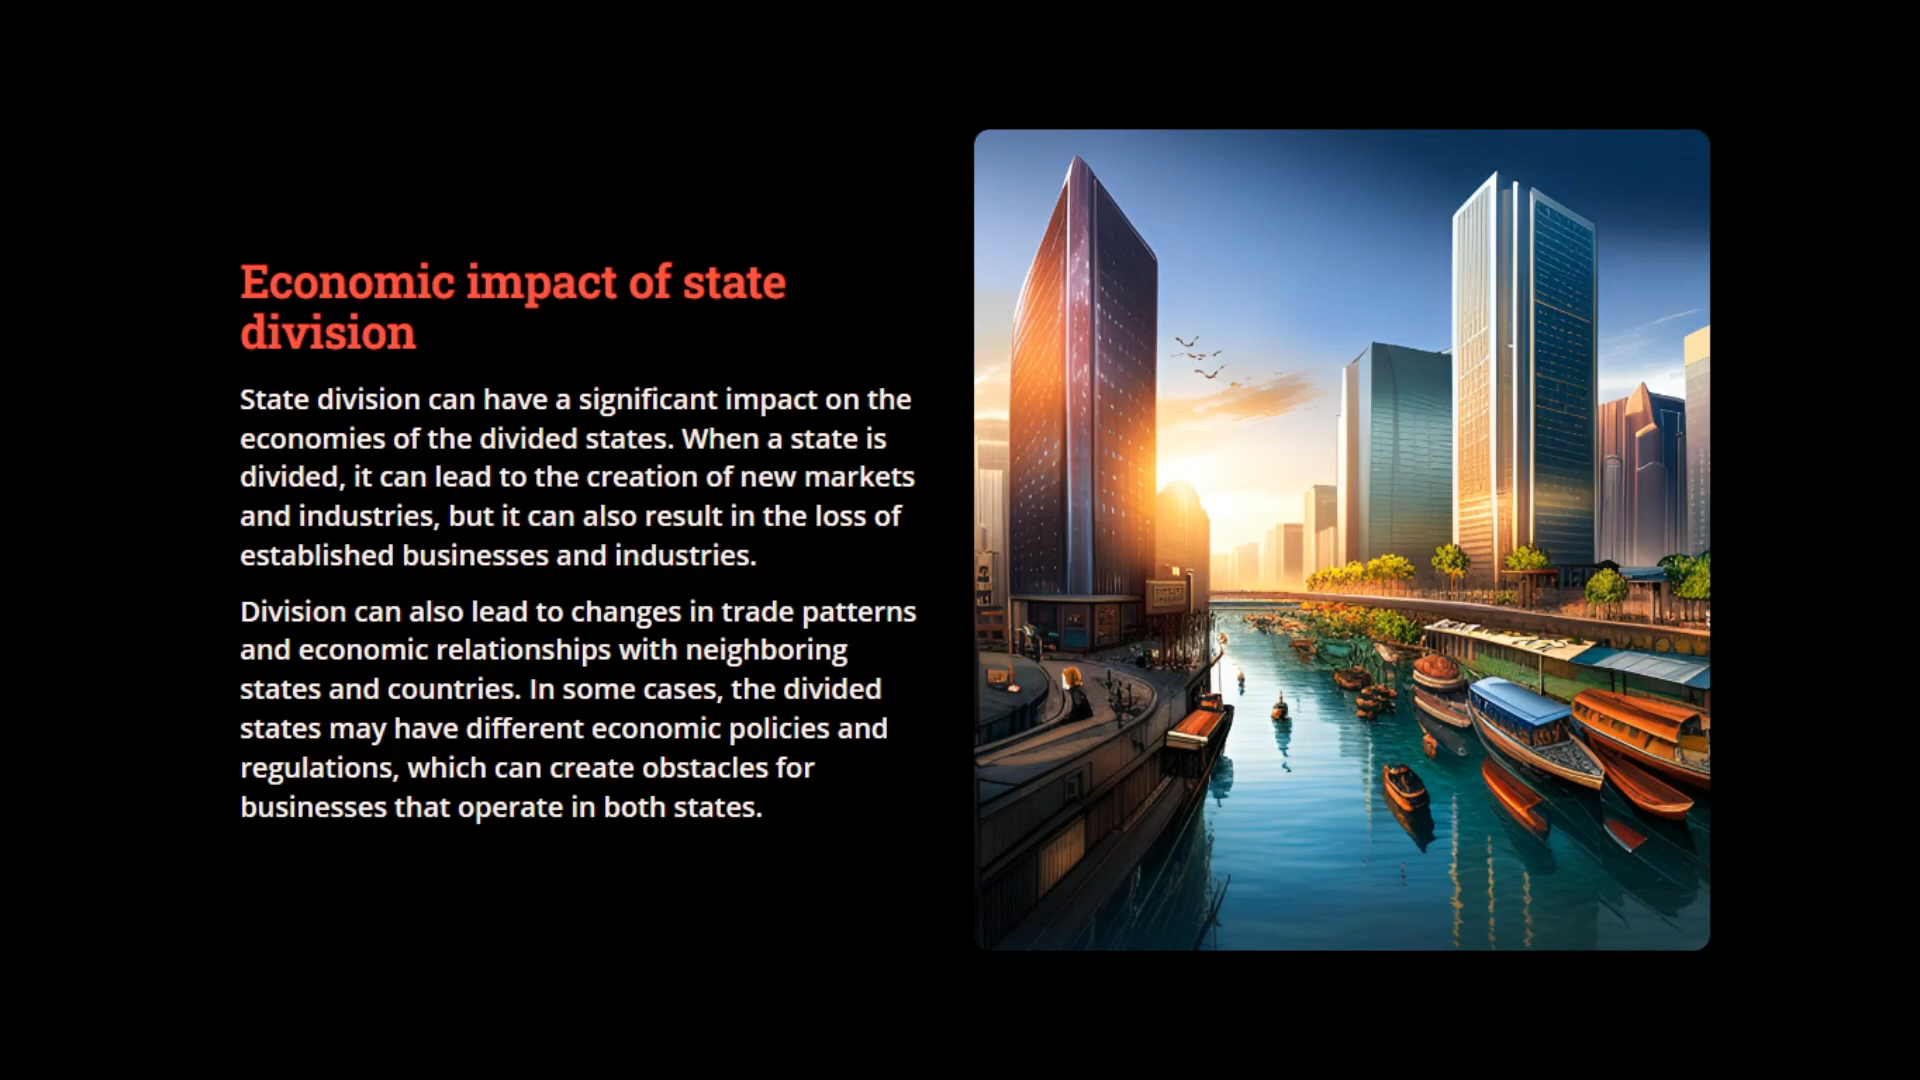 Economic impact of state
division
State division can have a significant impact on the
economies of the divided states. When a state is
divided, it can lead to the creation of new markets
and industries, but it can also result in the loss of
established businesses and industries.
Division can also lead to changes in trade patterns
and economic relationships with neighboring
states and countries. In some cases, the divided
states may have different economic policies and
regulations, which can create obstacles for
businesses that operate in both states.